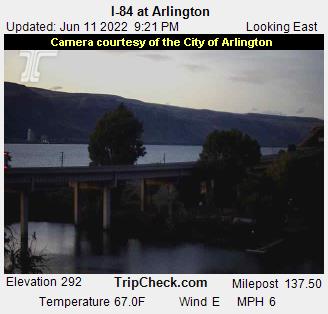 I-84 at Arlington
Updated: Jun 11 2022 9:21 PM Looking East
Camera courtesy of the City of Arlington
Elevation 292 TripCheck.com Milepost 137.50
Temperature 67.0F Wind E MPH 6